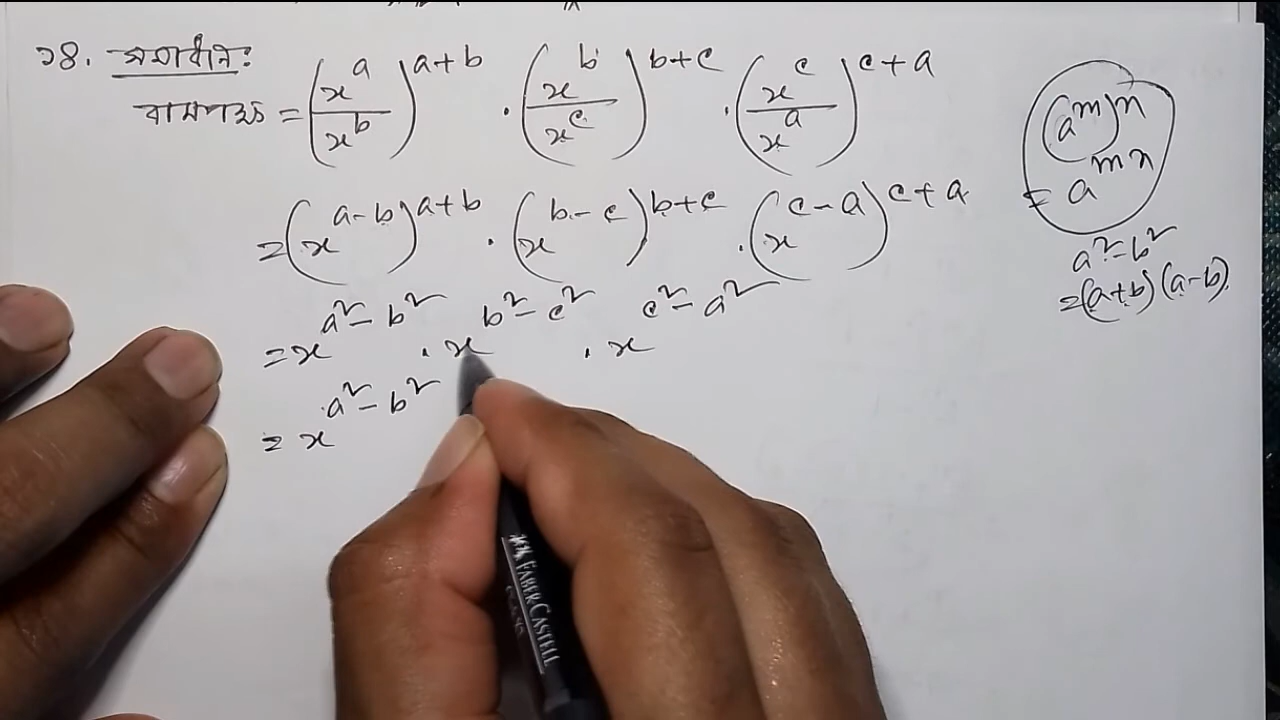 ১৪. সমাধান:
বামপক্ষ = (x^a/x^b)^(a+b) . (x^b/x^c)^(b+c) . (x^c/x^a)^(c+a)
= (x^(a-b))^(a+b) . (x^(b-c))^(b+c) . (x^(c-a))^(c+a)
= x^(a²-b²) . x^(b²-c²) . x^(c²-a²)
= x^(a²-b²)
(a^m)^n
= a^(mn)
a²-b²
=(a+b)(a-b)
FABER CASTELL